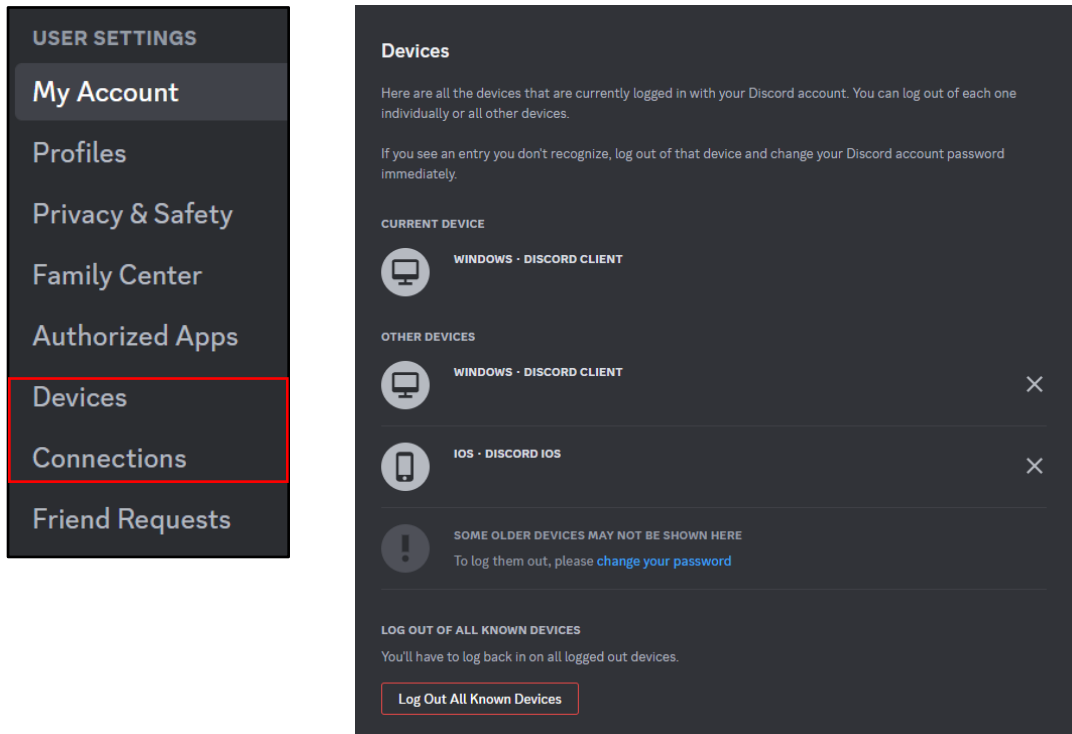 USER SETTINGS
My Account
Profiles
Privacy & Safety
Family Center
Authorized Apps
Devices
Connections
Friend Requests
Devices
Here are all the devices that are currently logged in with your Discord account. You can log out of each one
individually or all other devices.
If you see an entry you don't recognize, log out of that device and change your Discord account password
immediately.
CURRENT DEVICE
WINDOWS · DISCORD CLIENT
OTHER DEVICES
WINDOWS · DISCORD CLIENT
IOS · DISCORD IOS
SOME OLDER DEVICES MAY NOT BE SHOWN HERE
To log them out, please change your password
LOG OUT OF ALL KNOWN DEVICES
You'll have to log back in on all logged out devices.
Log Out All Known Devices